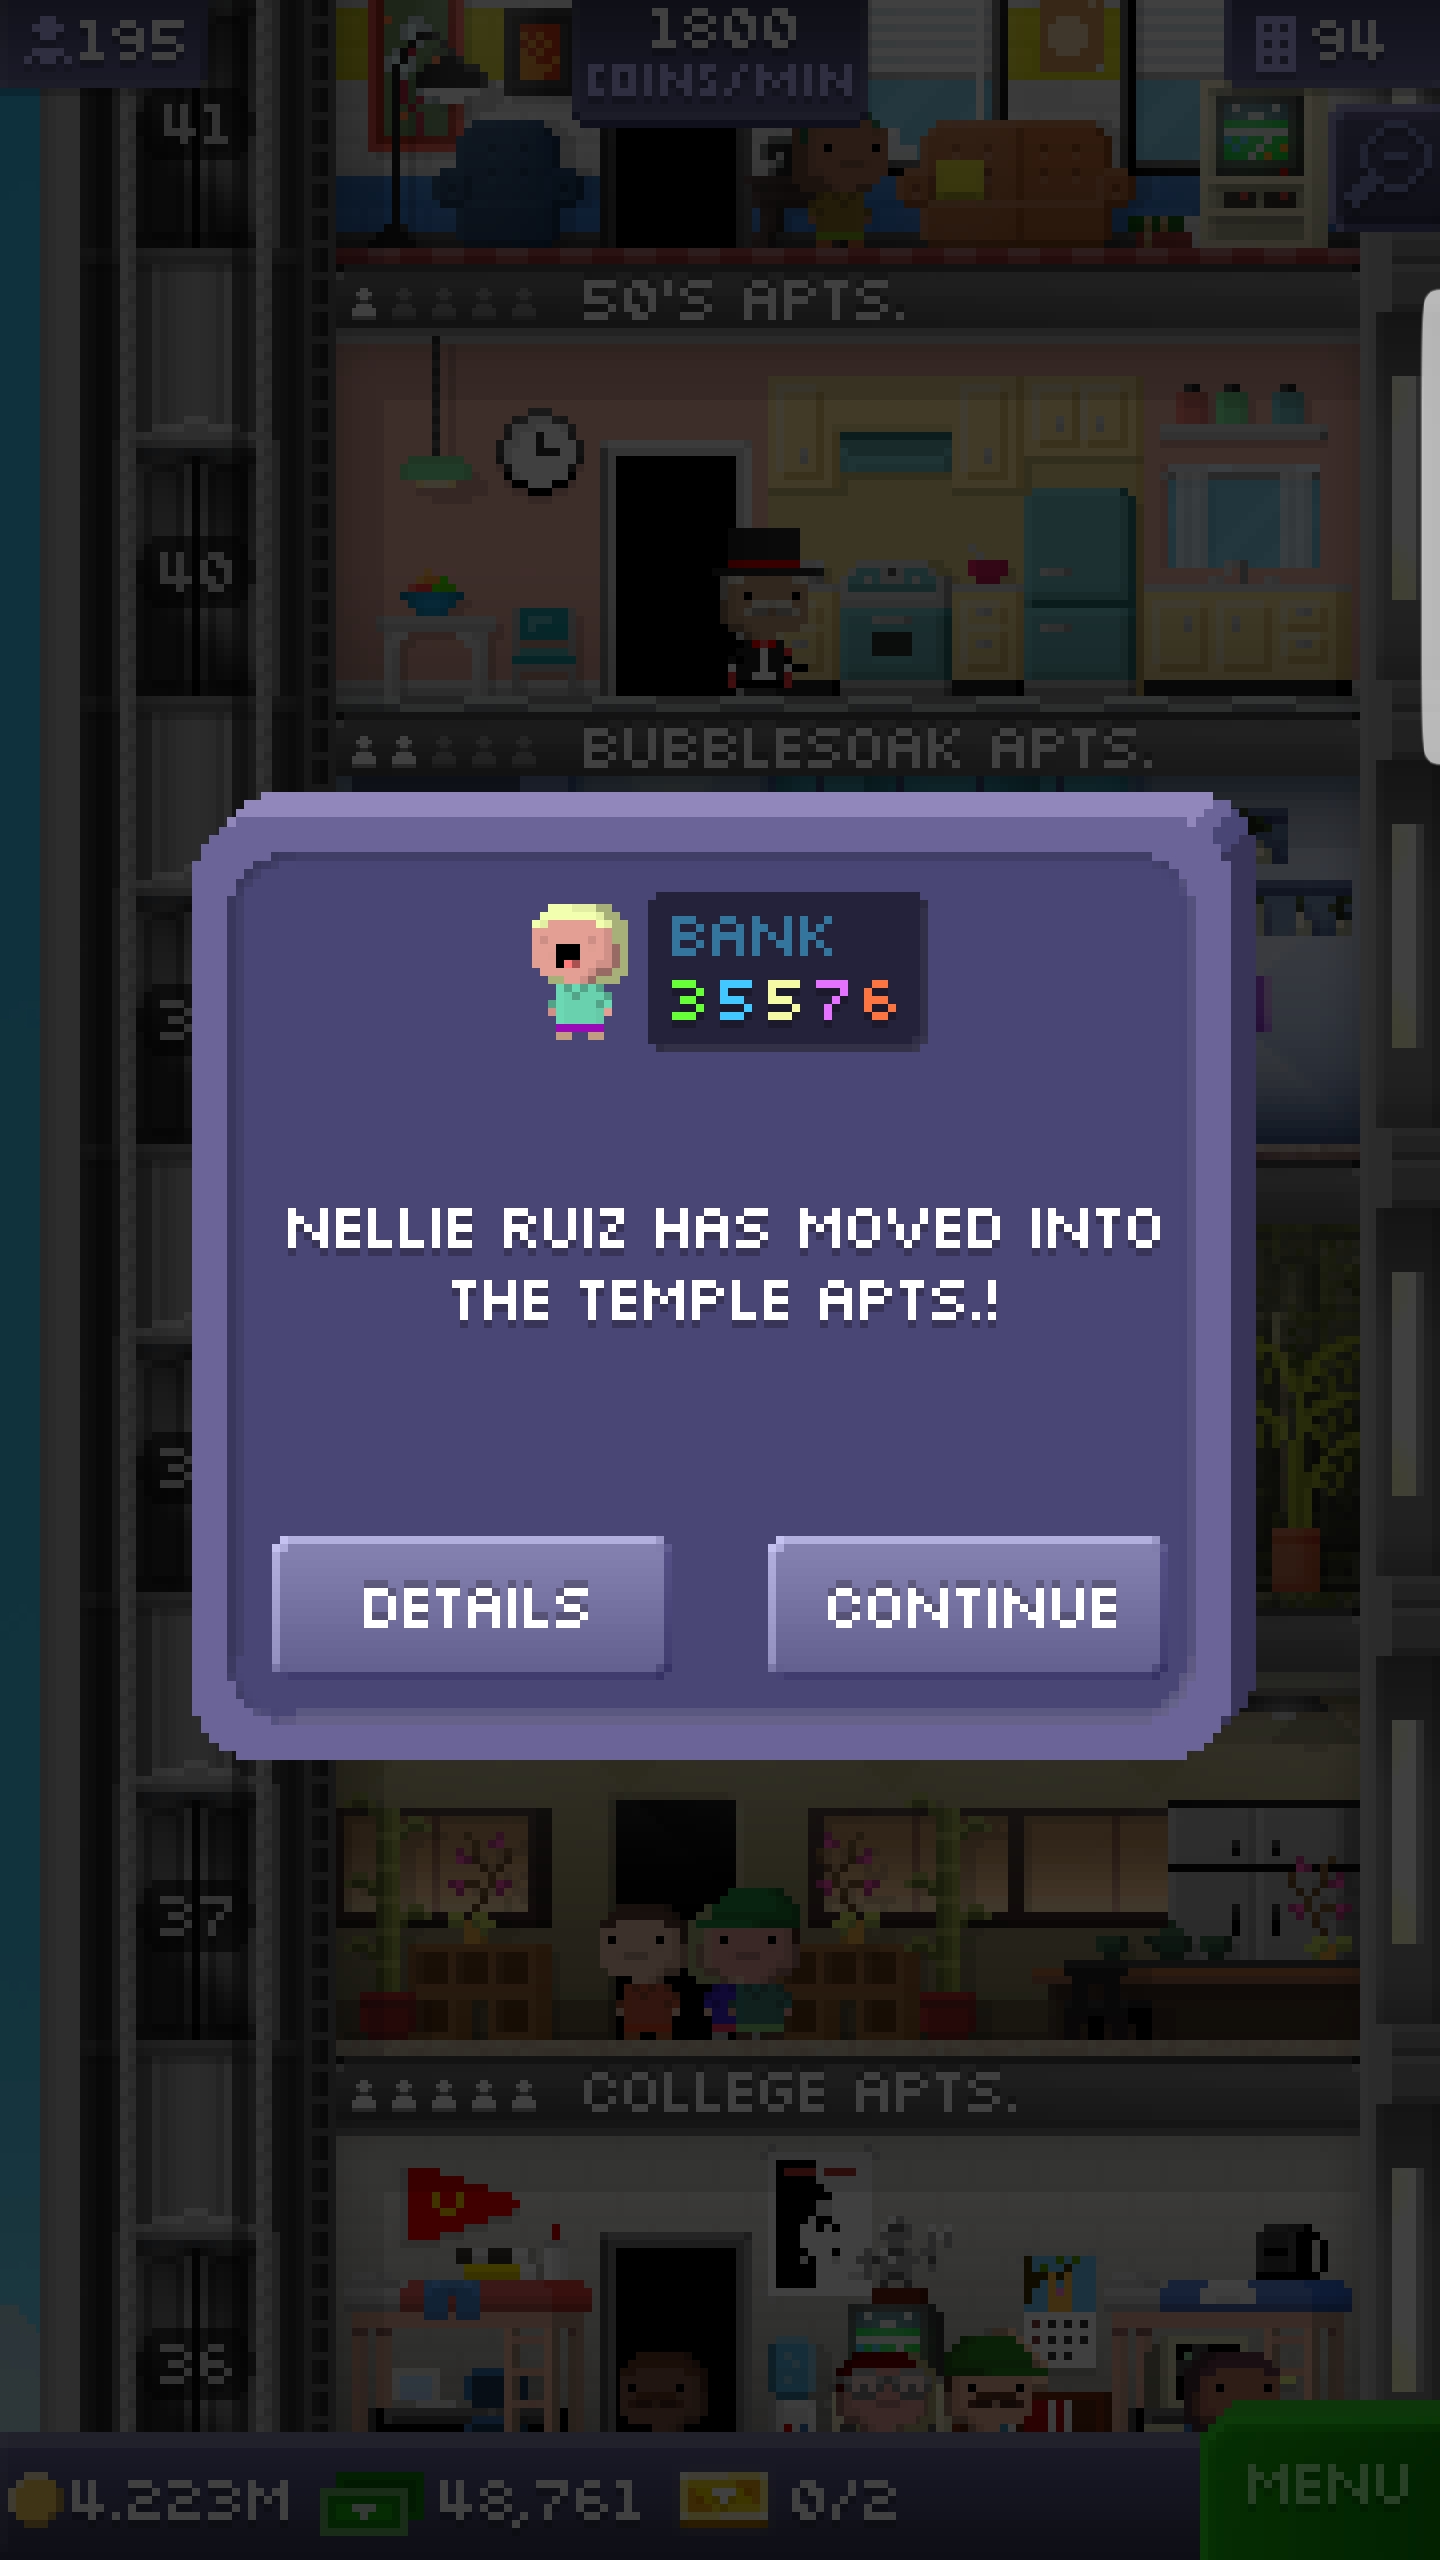 195
1800
COINS/MIN
94
41
50'S APTS.
40
BUBBLESOAK APTS.
BANK
35576
NELLIE RUIZ HAS MOVED INTO
THE TEMPLE APTS.!
DETAILS
CONTINUE
37
COLLEGE APTS.
36
4.223M
48,761
0/2
MENU